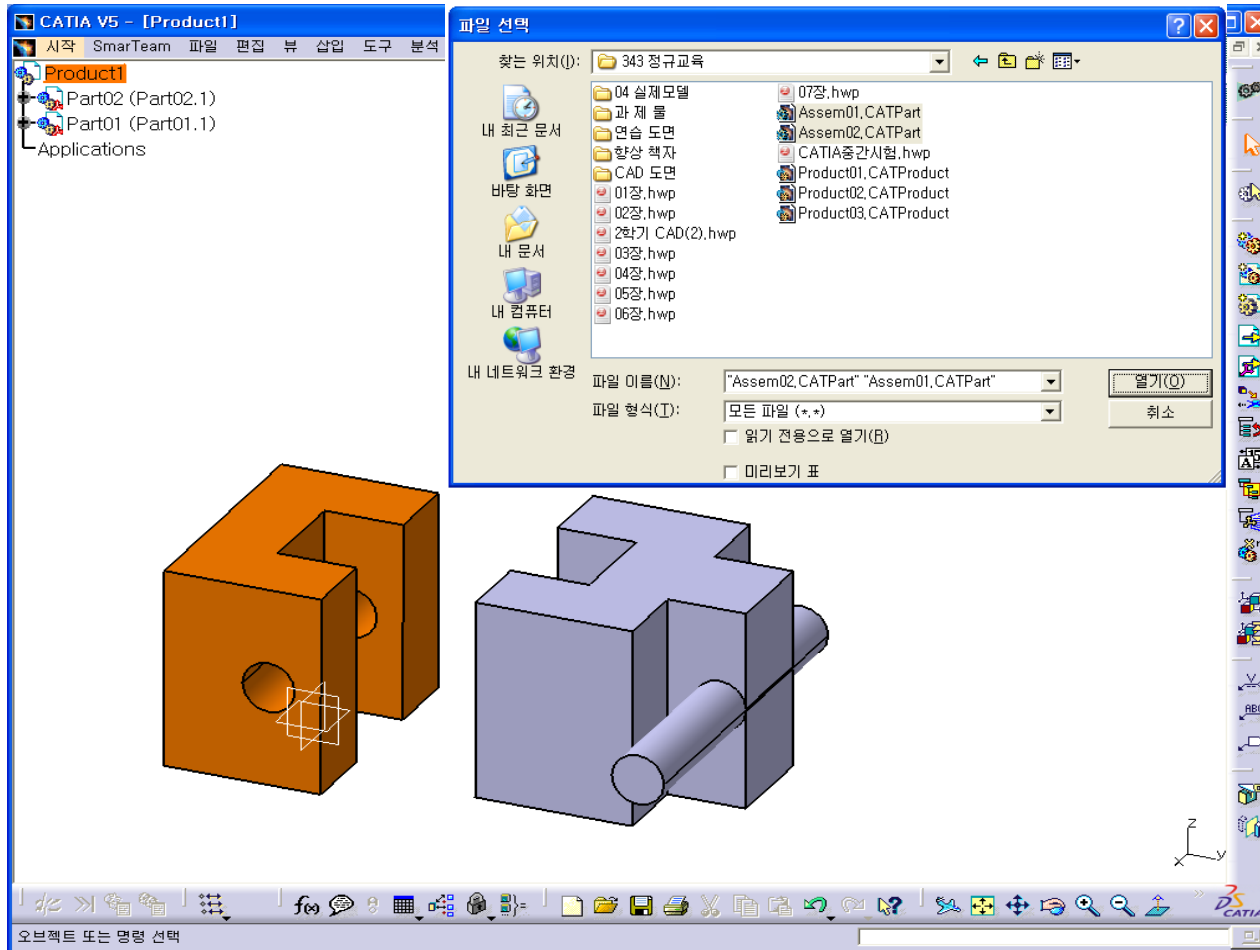 CATIA V5 - [Product1]
시작 SmarTeam 파일 편집 뷰 삽입 도구 분석
Product1
Part02 (Part02.1)
Part01 (Part01.1)
Applications
파일 선택
찾는 위치(I): 343 정규교육
내 최근 문서
바탕 화면
내 문서
내 컴퓨터
내 네트워크 환경
04 실제모델
과 제 물
연습 도면
향상 책자
CAD 도면
01장.hwp
02장.hwp
2학기 CAD(2).hwp
03장.hwp
04장.hwp
05장.hwp
06장.hwp
07장.hwp
Assem01.CATPart
Assem02.CATPart
CATIA중간시험.hwp
Product01.CATProduct
Product02.CATProduct
Product03.CATProduct
파일 이름(N): "Assem02.CATPart" "Assem01.CATPart" 열기(O)
파일 형식(T): 모든 파일 (*.*) 취소
읽기 전용으로 열기(R)
미리보기 표
z
x y
f(x)
CATIA
오브젝트 또는 명령 선택